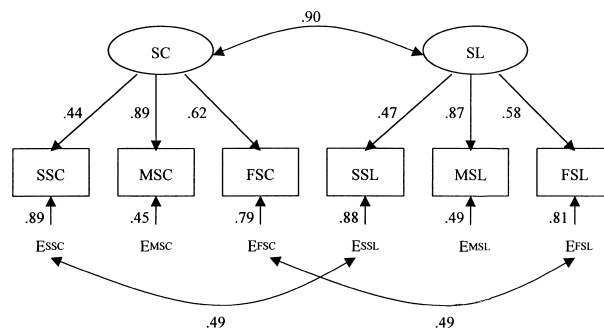 .90
SC SL
.44 .89 .62 .47 .87 .58
SSC MSC FSC SSL MSL FSL
.89 .45 .79 .88 .49 .81
ESSC EMSC EFSC ESSL EMSL EFSL
.49 .49